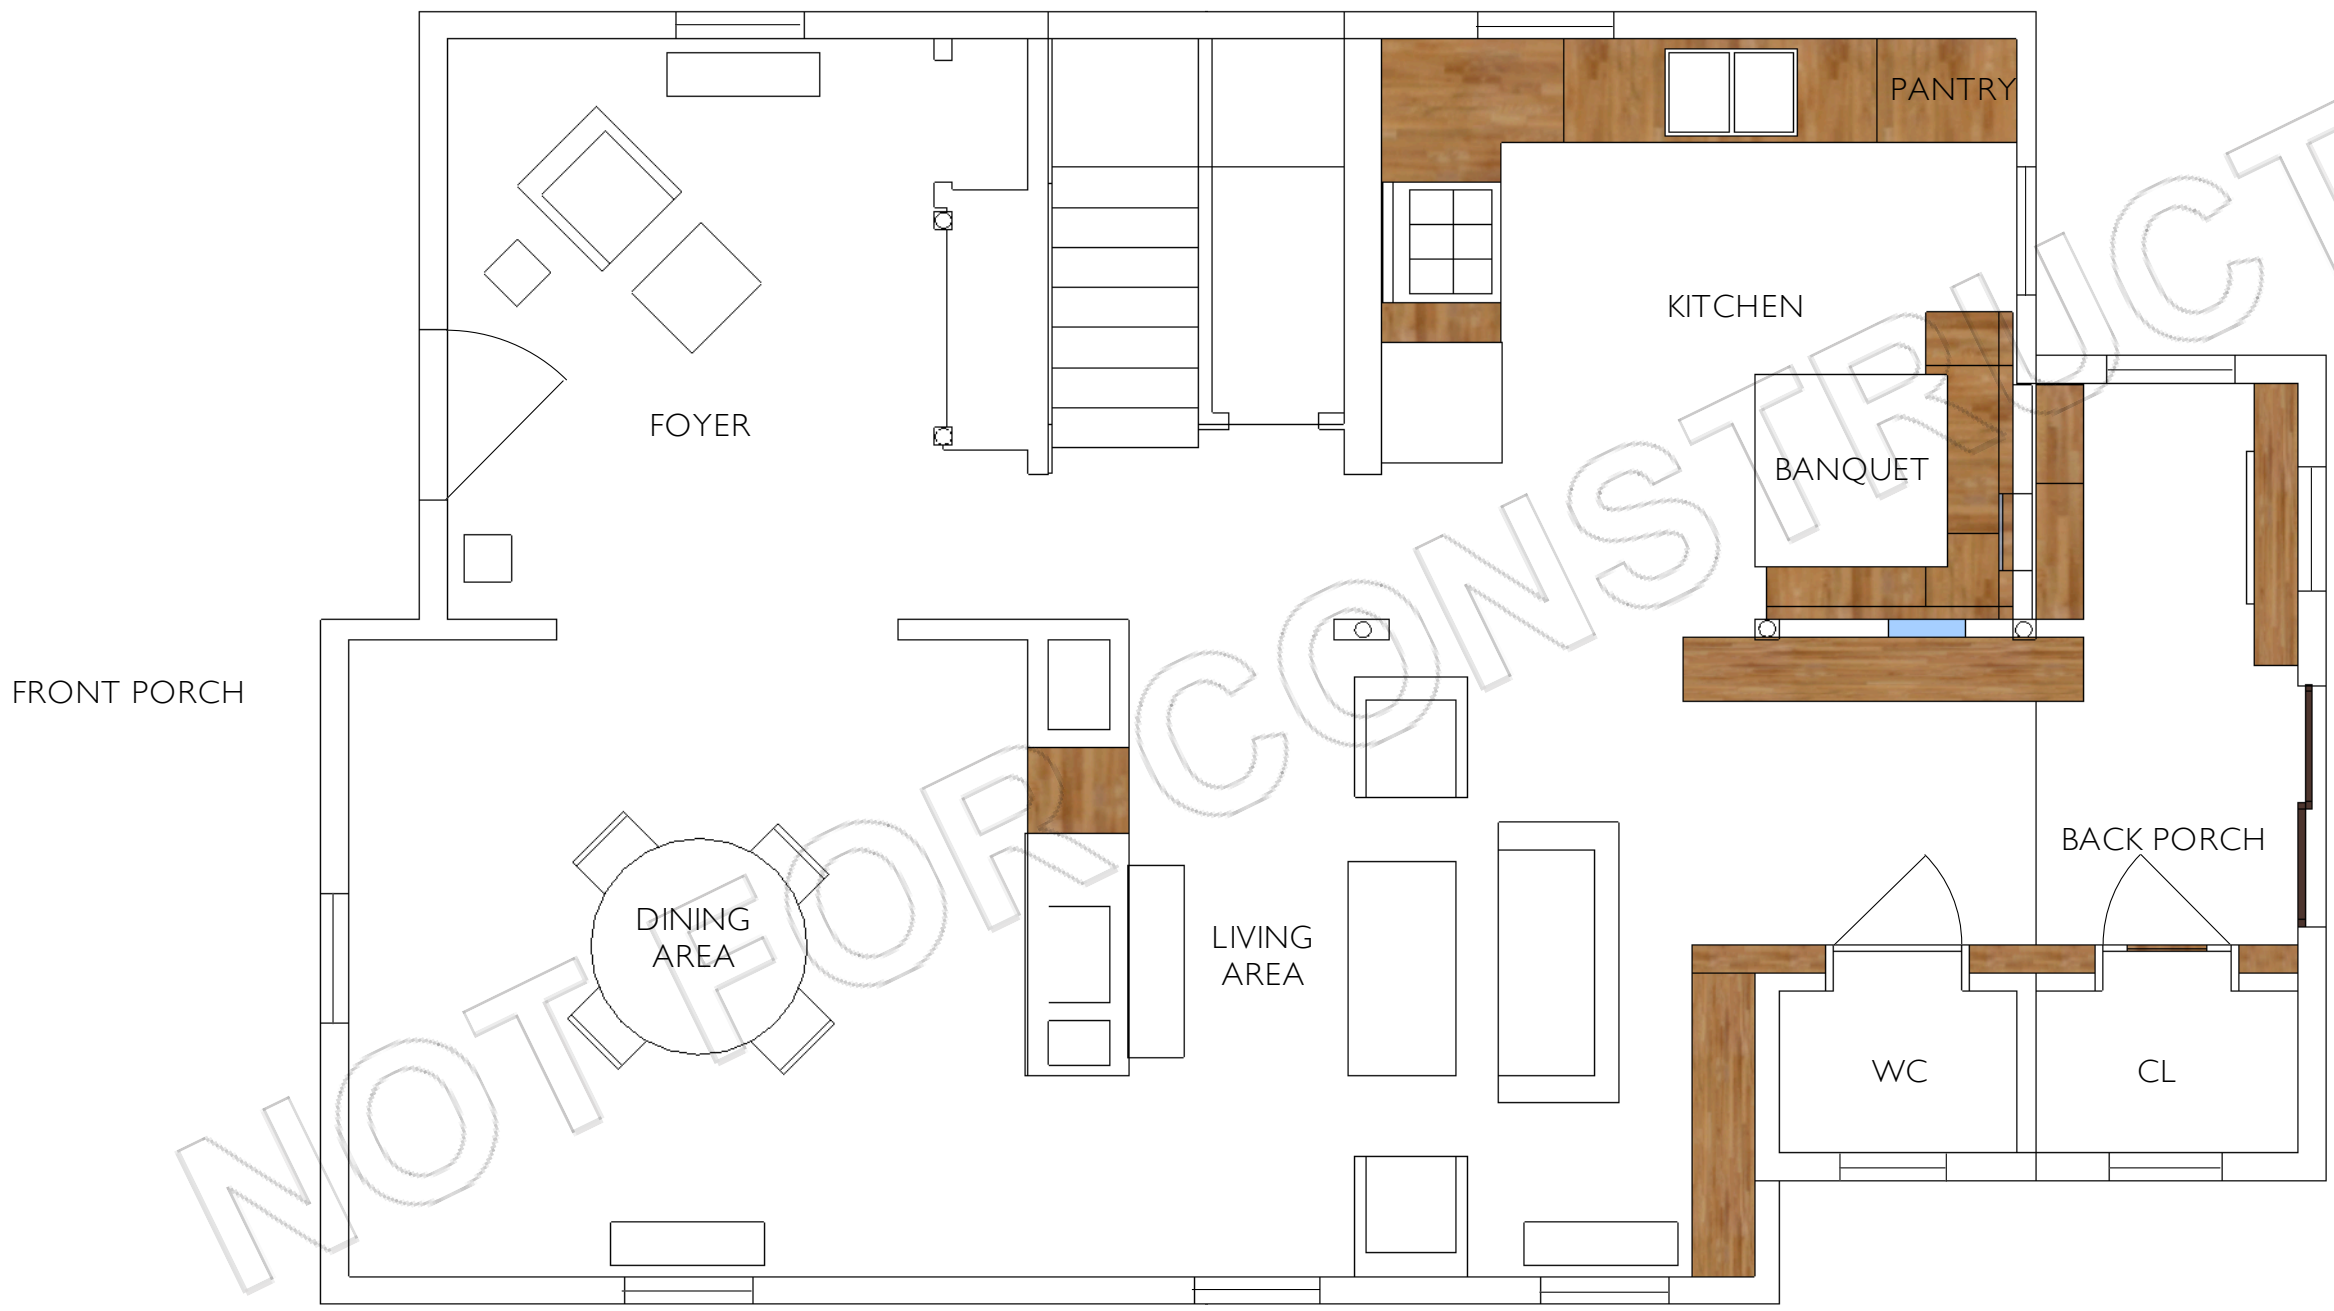 PANTRY
KITCHEN
FOYER
BANQUET
FRONT PORCH
BACK PORCH
DINING
AREA
LIVING
AREA
WC
CL
NOT FOR CONSTRUCT